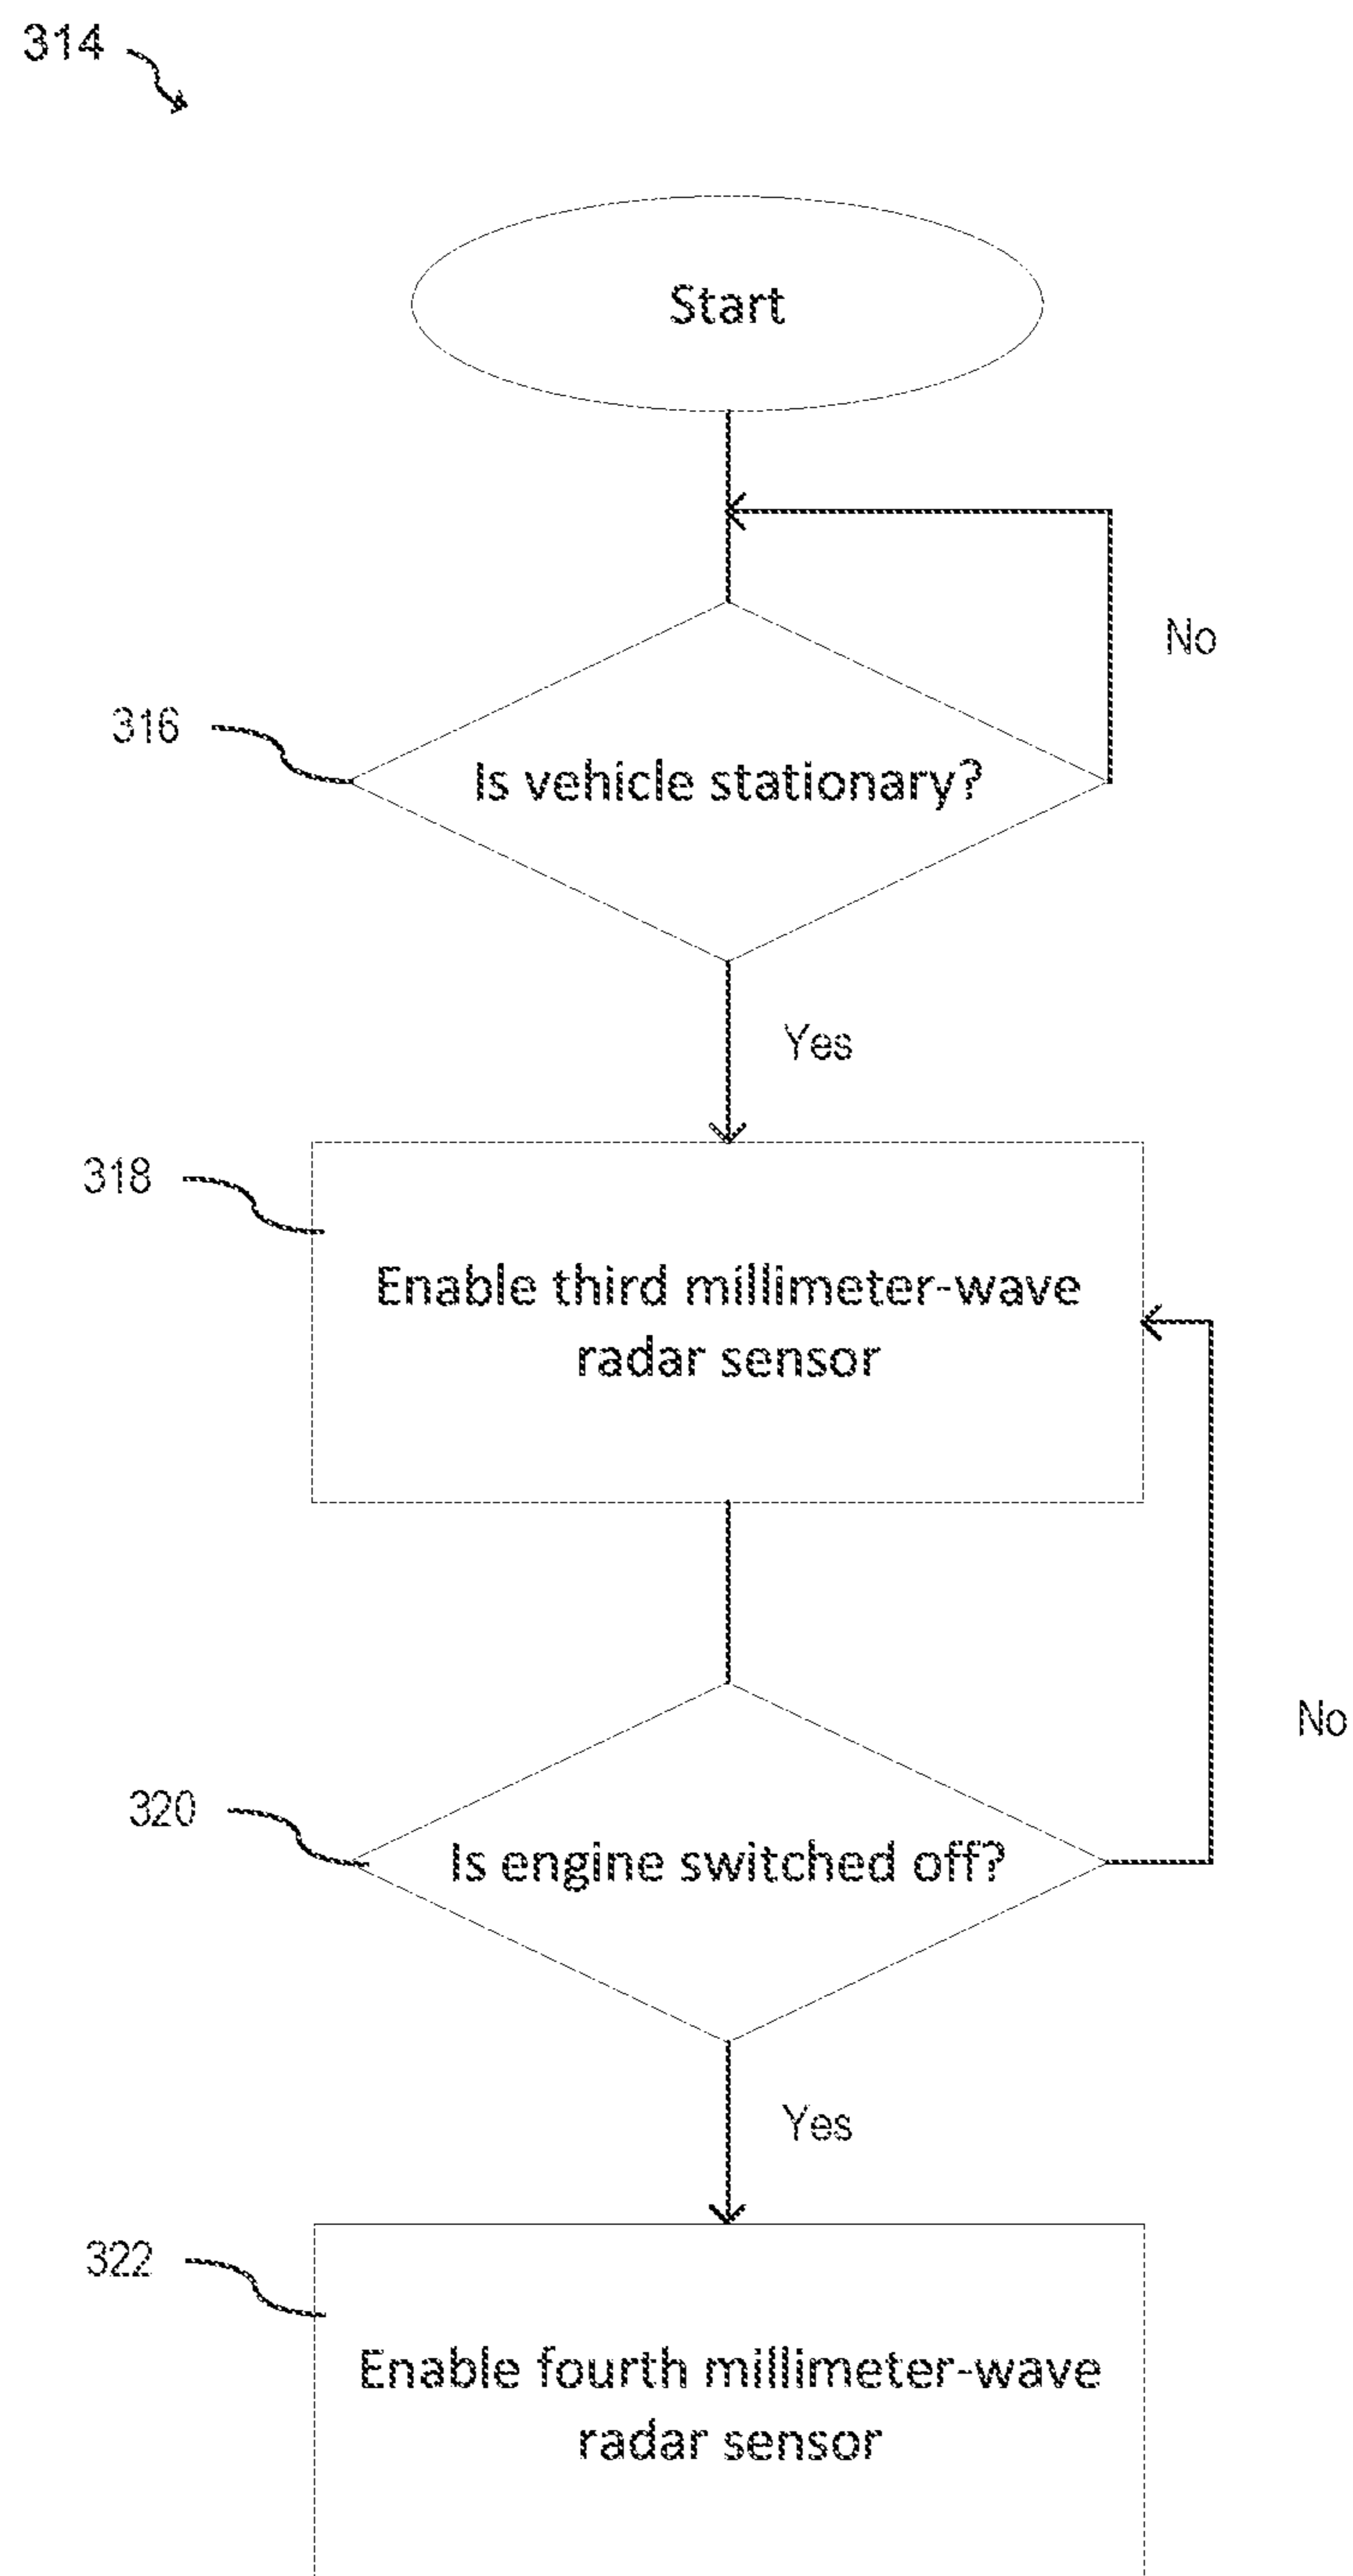 314
Start
No
316
Is vehicle stationary?
Yes
318
Enable third millimeter-wave
radar sensor
No
320
Is engine switched off?
Yes
322
Enable fourth millimeter-wave
radar sensor